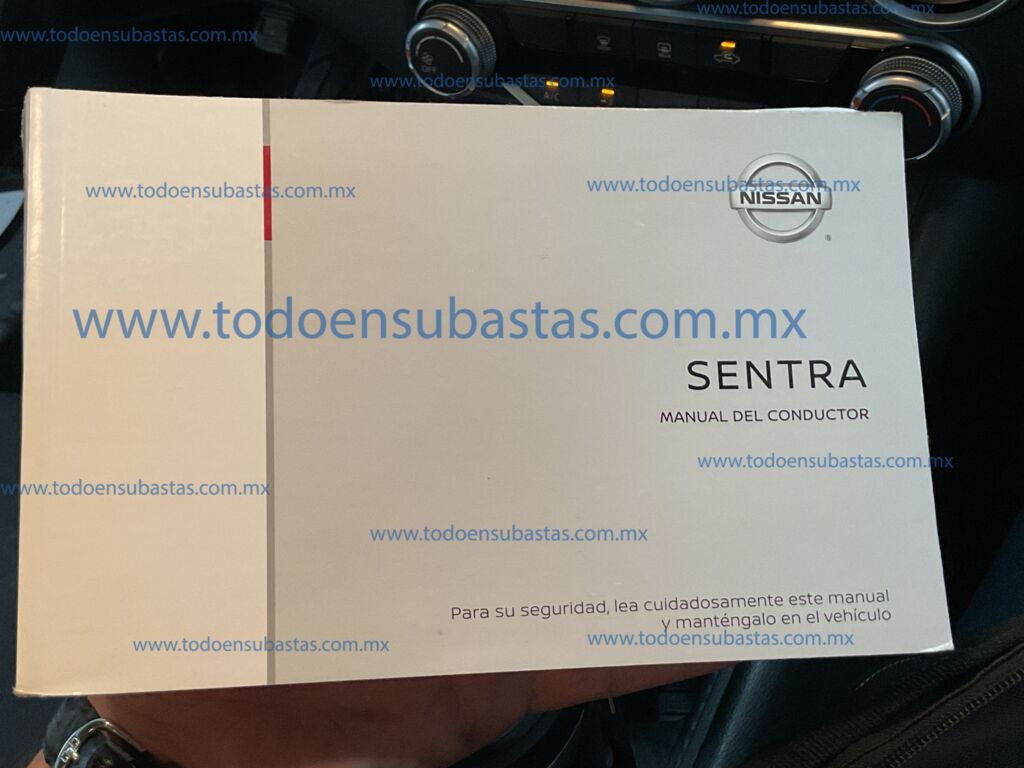 www.todoensubastas.com.mx
www.todoensubastas.com.mx
www.todoensubastas.com.mx
OFF
A/C
www.todoensubastas.com.mx
www.todoensubastas.com.mx
NISSAN
®
www.todoensubastas.com.mx
SENTRA
MANUAL DEL CONDUCTOR
www.todoensubastas.com.mx
www.todoensubastas.com.mx
www.todoensubastas.com.mx
Para su seguridad, lea cuidadosamente este manual
y manténgalo en el vehículo
www.todoensubastas.com.mx
www.todoensubastas.com.mx